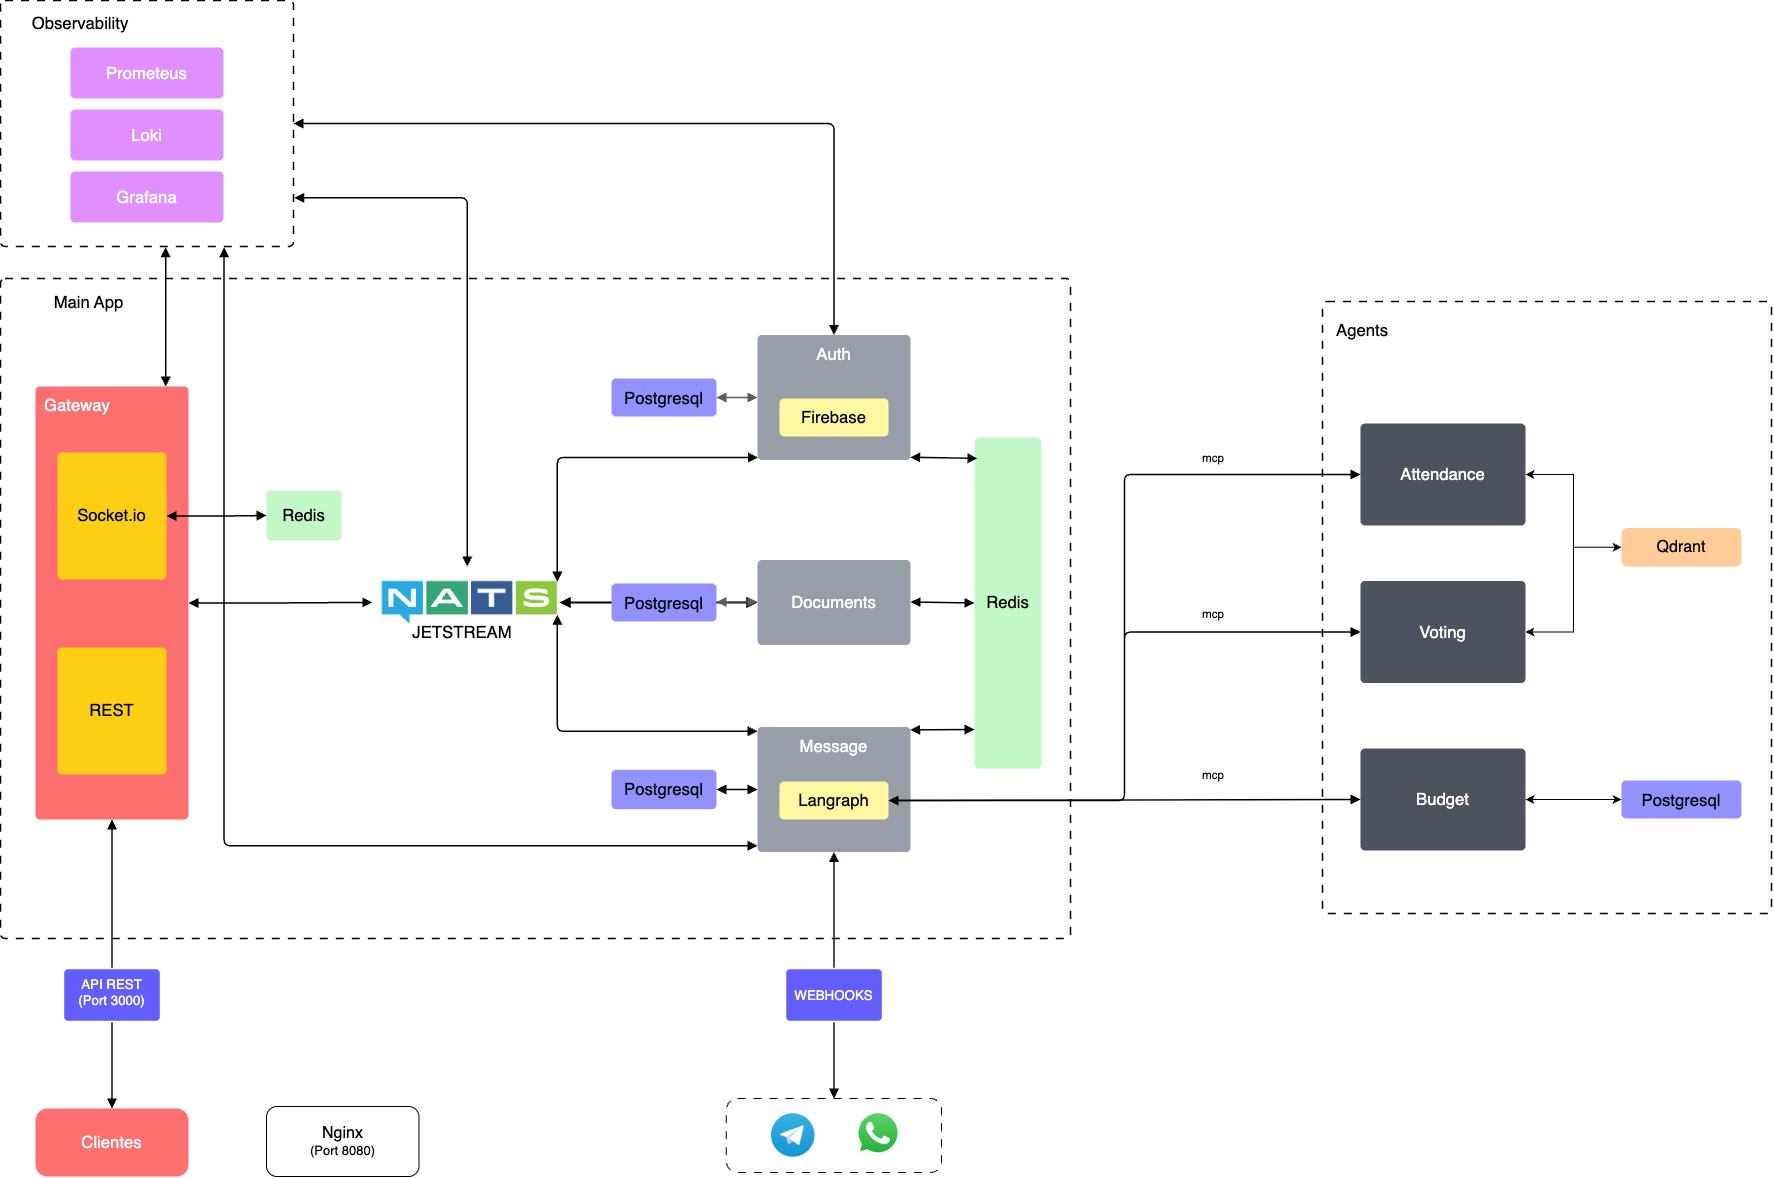 Observability
Prometeus
Loki
Grafana
Main App
Agents
Gateway
Socket.io
REST
Redis
NATS
JETSTREAM
Auth
Firebase
Postgresql
Postgresql
Documents
Redis
Message
Langraph
Postgresql
mcp
mcp
mcp
Attendance
Voting
Budget
Qdrant
Postgresql
API REST
(Port 3000)
WEBHOOKS
Clientes
Nginx
(Port 8080)